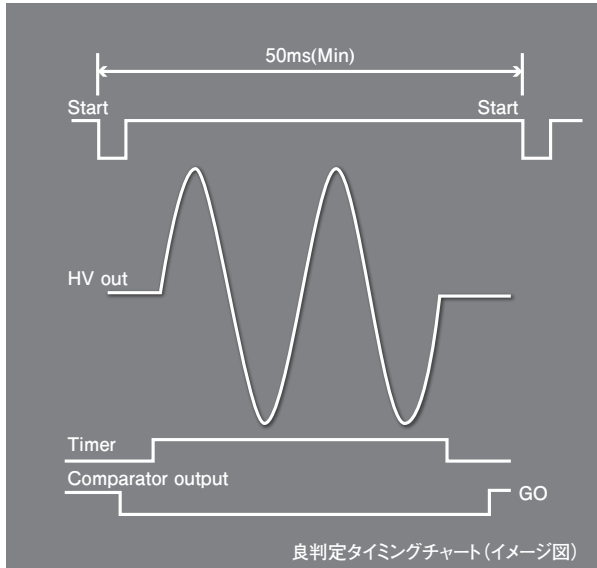 50ms(Min)
Start
Start
HV out
Timer
Comparator output
GO
良判定タイミングチャート(イメージ図)